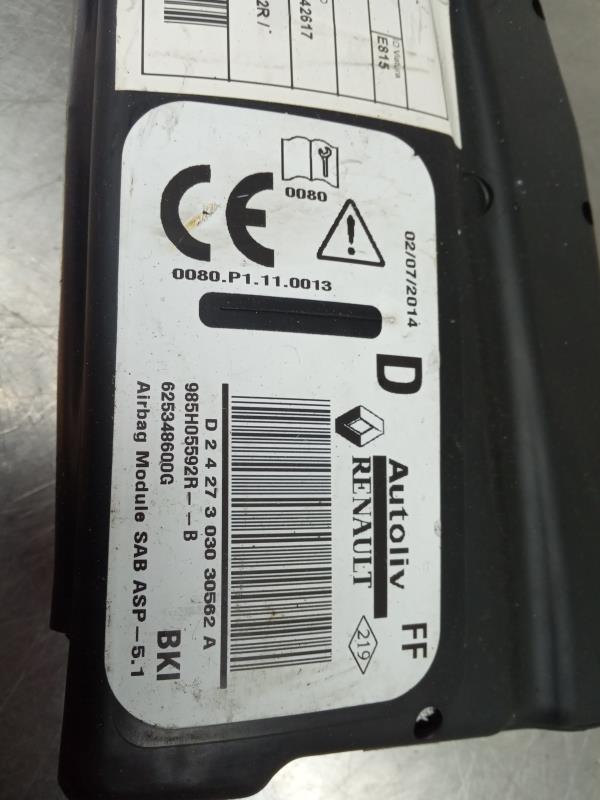 42617
2R /
E815
0080
0080.P1.11.0013
02/07/2014
D
Autoliv
RENAULT
FF
219
D 2 4 27 3 030 30562 A
985H05592R--B
625348600G
Airbag Module SAB ASP-5.1
BKI